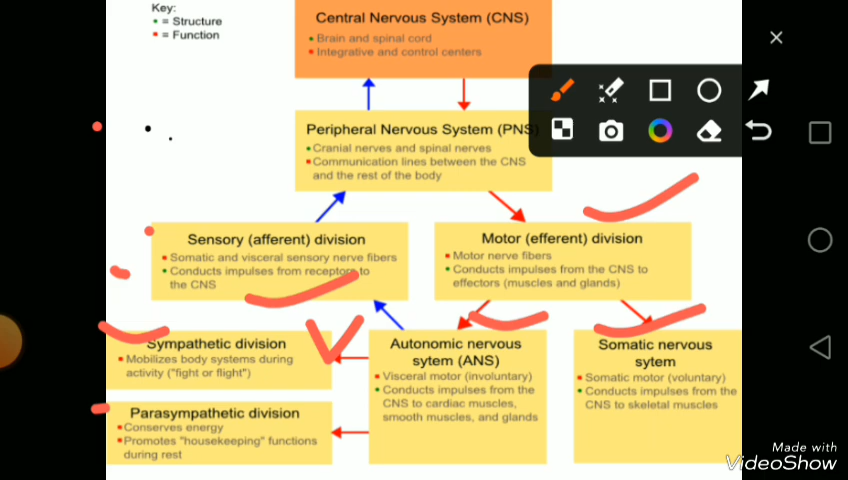 Key:
= Structure
= Function
Central Nervous System (CNS)
Brain and spinal cord
Integrative and control centers
Peripheral Nervous System (PNS)
Cranial nerves and spinal nerves
Communication lines between the CNS
and the rest of the body
Sensory (afferent) division
Somatic and visceral sensory nerve fibers
Conducts impulses from receptors to
the CNS
Motor (efferent) division
Motor nerve fibers
Conducts impulses from the CNS to
effectors (muscles and glands)
Sympathetic division
Mobilizes body systems during
activity ("fight or flight")
Parasympathetic division
Conserves energy
Promotes "housekeeping" functions
during rest
Autonomic nervous
sytem (ANS)
Visceral motor (involuntary)
Conducts impulses from the
CNS to cardiac muscles,
smooth muscles, and glands
Somatic nervous
sytem
Somatic motor (voluntary)
Conducts impulses from the
CNS to skeletal muscles
Made with
VideoShow